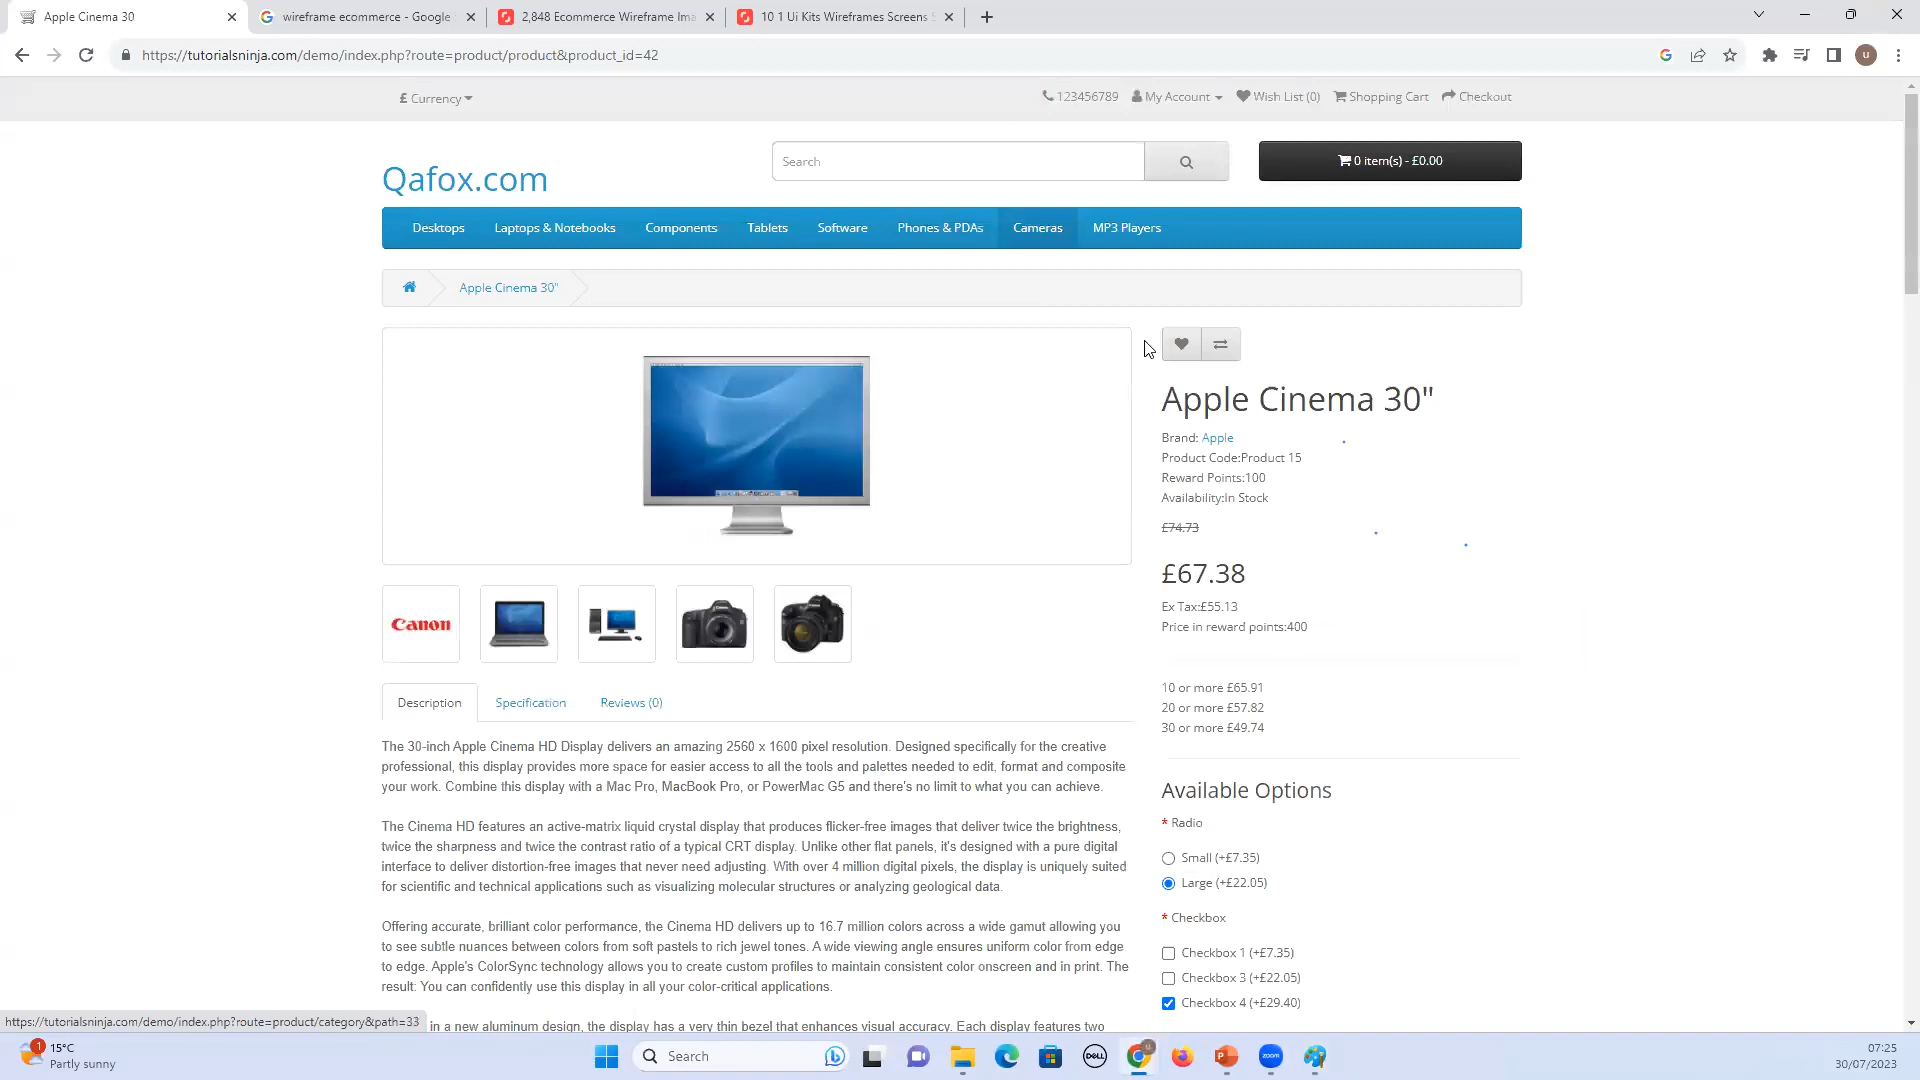 Apple Cinema 30
wireframe ecommerce - Google
2,848 Ecommerce Wireframe Ima
10 1 Ui Kits Wireframes Screens S
https://tutorialsninja.com/demo/index.php?route=product/product&product_id=42
u
£ Currency
123456789
My Account
Wish List (0)
Shopping Cart
Checkout
Qafox.com
Search
0 item(s) - £0.00
Desktops
Laptops & Notebooks
Components
Tablets
Software
Phones & PDAs
Cameras
MP3 Players
Apple Cinema 30"
Apple Cinema 30"
Brand: Apple
Product Code:Product 15
Reward Points:100
Availability:In Stock
£74.73
£67.38
Ex Tax:£55.13
Price in reward points:400
10 or more £65.91
20 or more £57.82
30 or more £49.74
Available Options
* Radio
Small (+£7.35)
Large (+£22.05)
* Checkbox
Checkbox 1 (+£7.35)
Checkbox 3 (+£22.05)
Checkbox 4 (+£29.40)
Canon
Description
Specification
Reviews (0)
The 30-inch Apple Cinema HD Display delivers an amazing 2560 x 1600 pixel resolution. Designed specifically for the creative
professional, this display provides more space for easier access to all the tools and palettes needed to edit, format and composite
your work. Combine this display with a Mac Pro, MacBook Pro, or PowerMac G5 and there's no limit to what you can achieve.
The Cinema HD features an active-matrix liquid crystal display that produces flicker-free images that deliver twice the brightness,
twice the sharpness and twice the contrast ratio of a typical CRT display. Unlike other flat panels, it's designed with a pure digital
interface to deliver distortion-free images that never need adjusting. With over 4 million digital pixels, the display is uniquely suited
for scientific and technical applications such as visualizing molecular structures or analyzing geological data.
Offering accurate, brilliant color performance, the Cinema HD delivers up to 16.7 million colors across a wide gamut allowing you
to see subtle nuances between colors from soft pastels to rich jewel tones. A wide viewing angle ensures uniform color from edge
to edge. Apple's ColorSync technology allows you to create custom profiles to maintain consistent color onscreen and in print. The
result: You can confidently use this display in all your color-critical applications.
in a new aluminum design, the display has a very thin bezel that enhances visual accuracy. Each display features two
https://tutorialsninja.com/demo/index.php?route=product/category&path=33
1
15°C
Partly sunny
Search
DELL
zoom
07:25
30/07/2023